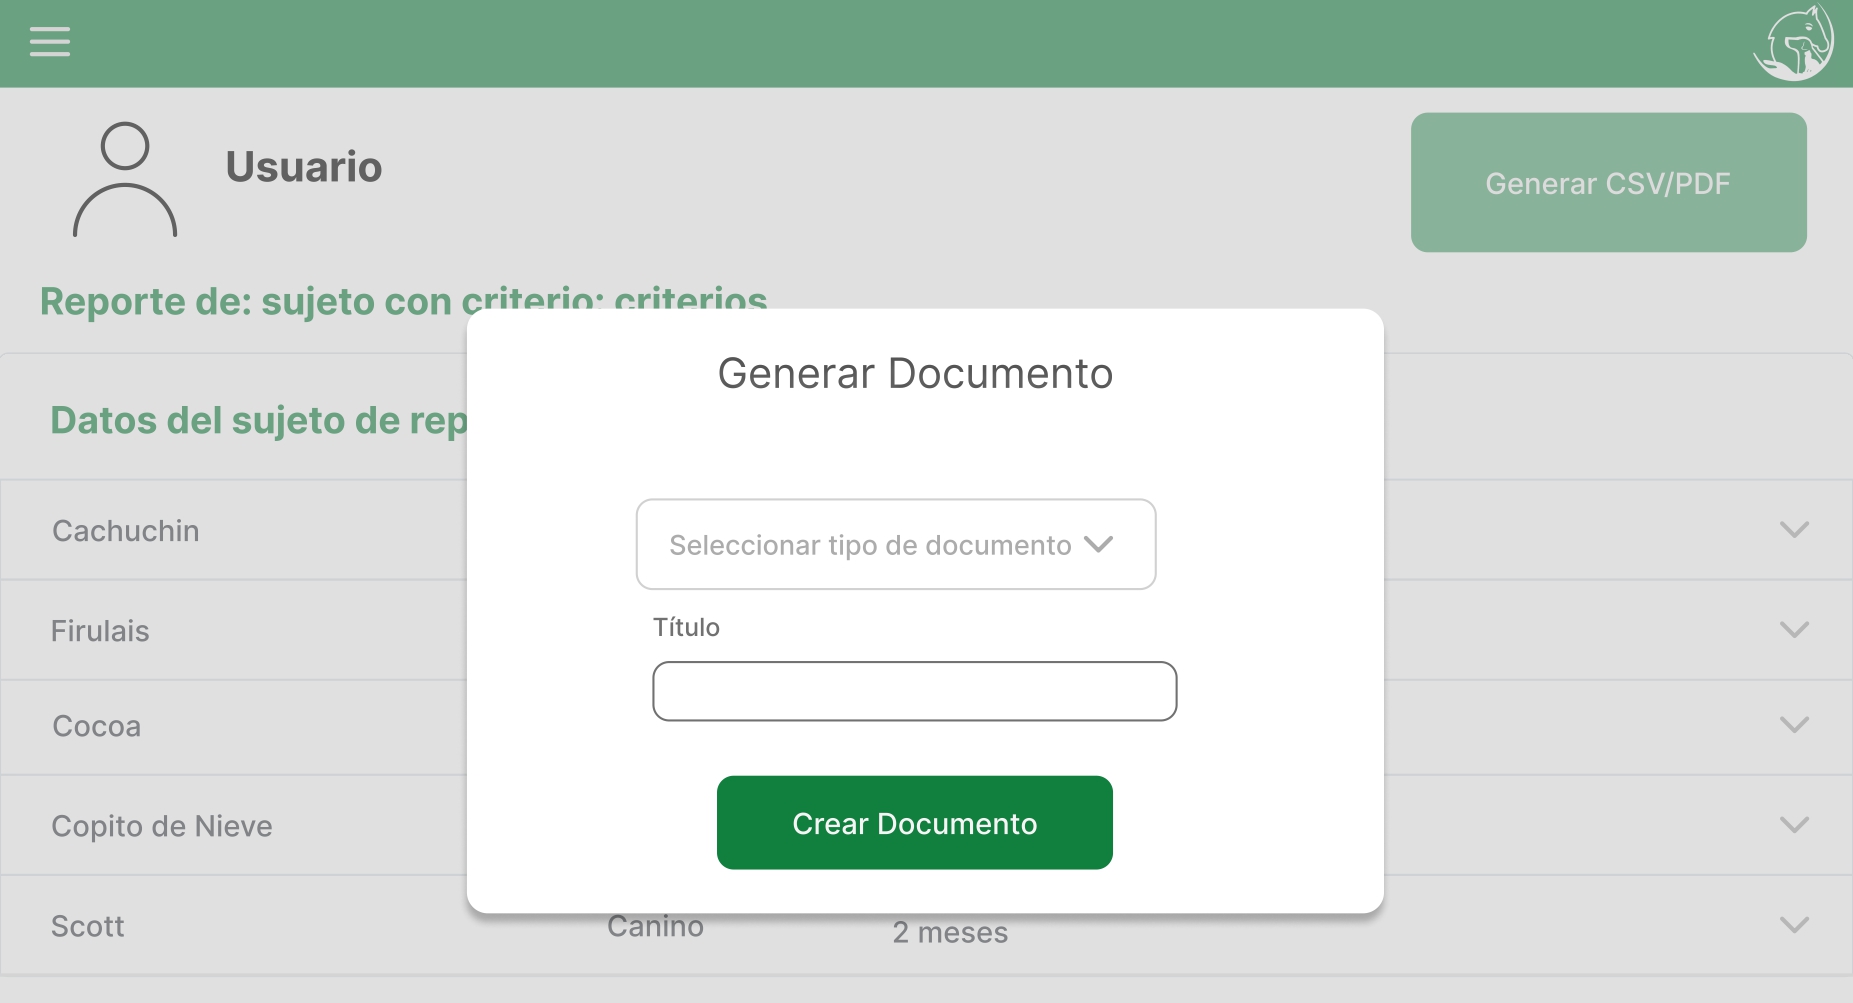 Usuario
Generar CSV/PDF
Reporte de: sujeto con criterio: criterios
Generar Documento
Datos del sujeto de rep
Cachuchin
Seleccionar tipo de documento
Firulais
Título
Cocoa
Copito de Nieve
Crear Documento
Scott
Canino
2 meses